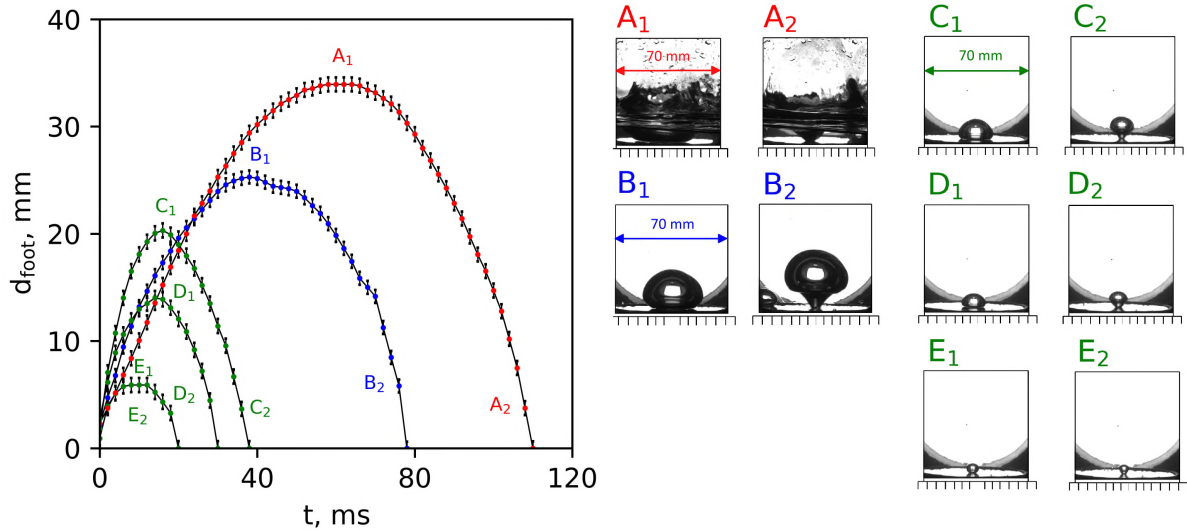 40
30
20
10
0
d_foot, mm
0
40
80
120
t, ms
A₁
B₁
C₁
D₁
E₁
E₂
D₂
C₂
B₂
A₂
A₁
A₂
C₁
C₂
70 mm
70 mm
B₁
B₂
D₁
D₂
70 mm
E₁
E₂